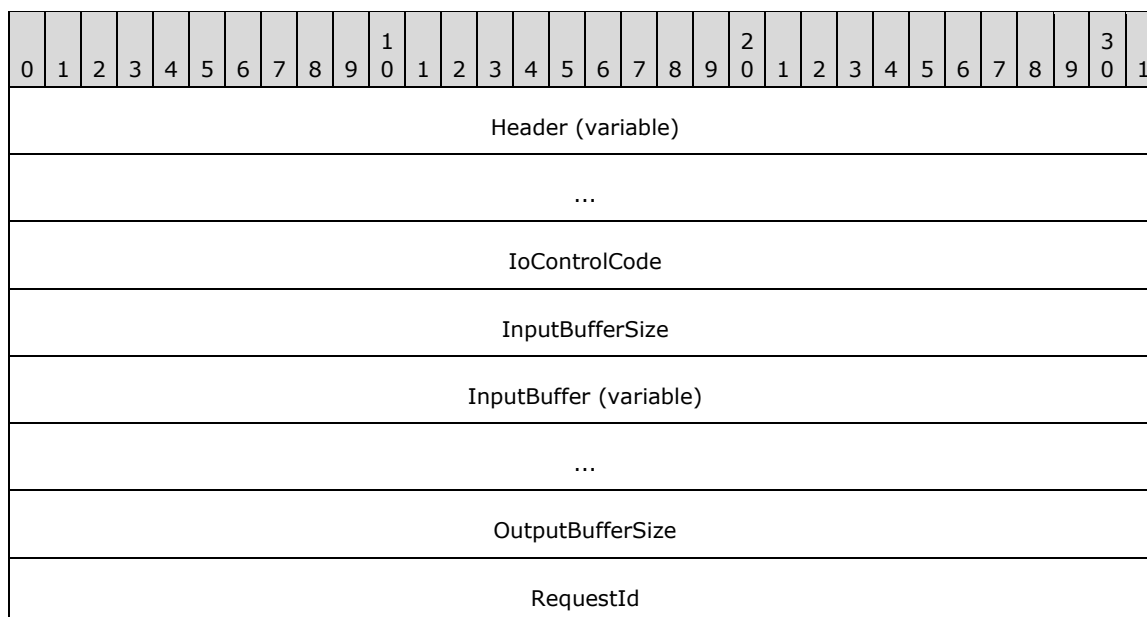 1 2 3
0 1 2 3 4 5 6 7 8 9 0 1 2 3 4 5 6 7 8 9 0 1 2 3 4 5 6 7 8 9 0 1
Header (variable)
...
IoControlCode
InputBufferSize
InputBuffer (variable)
...
OutputBufferSize
RequestId